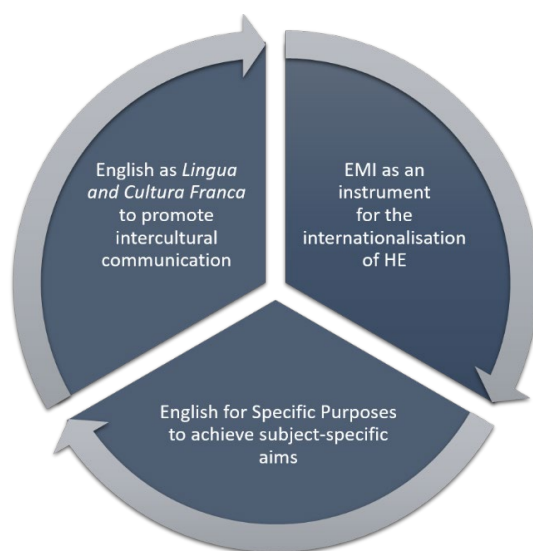 English as Lingua
and Cultura Franca
to promote
intercultural
communication
EMI as an
instrument
for the
internationalisation
of HE
English for Specific Purposes
to achieve subject-specific
aims